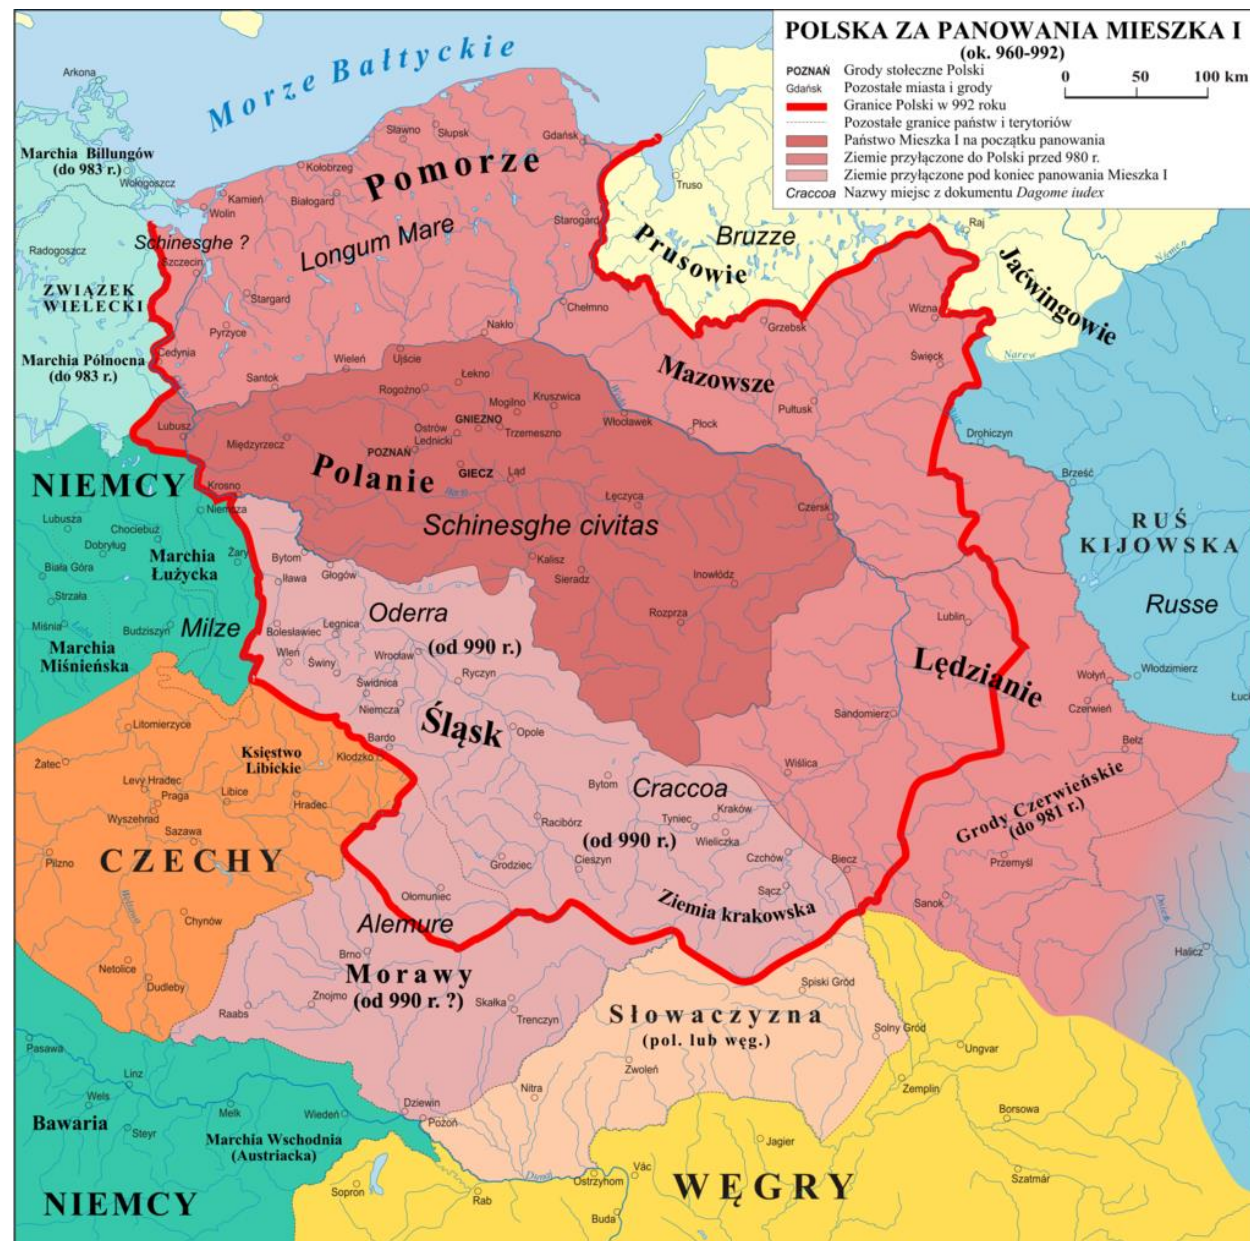 POLSKA ZA PANOWANIA MIESZKA I
(ok. 960-992)
POZNAŃ Grody stołeczne Polski
Gdańsk Pozostałe miasta i grody
Granice Polski w 992 roku
Pozostałe granice państw i terytoriów
Państwo Mieszka I na początku panowania
Ziemie przyłączone do Polski przed 980 r.
Ziemie przyłączone pod koniec panowania Mieszka I
Craccoa Nazwy miejsc z dokumentu Dagome iudex
0 50 100 km
Morze Bałtyckie
Arkona
Marchia Billungów
(do 983 r.)
Wołogoszcz
Radogoszcz
ZWIĄZEK
WIELECKI
Marchia Północna
(do 983 r.)
Pomorze
Longum Mare
Schinesghe ?
Sławno
Słupsk
Gdańsk
Kołobrzeg
Białogard
Kamień
Wolin
Szczecin
Stargard
Starogard
Pyrzyce
Cedynia
Odra
Santok
Wieleń
Ujście
Nakło
Chełmno
Truso
Prusowie
Bruzze
Raj
Jaćwingowie
Niemen
Narew
Grzebsk
Wizna
Święck
Mazowsze
Pułtusk
Płock
Włocławek
Wisła
Bug
Drohiczyn
Brześć
RUŚ
KIJOWSKA
Russe
Lubusz
Międzyrzecz
Rogoźno
Łekno
Mogilno
Kruszwica
GNIEZNO
Ostrów
Lednicki
Trzemeszno
POZNAŃ
GIECZ
Ląd
Polanie
Warta
Łęczyca
Czersk
Schinesghe civitas
Kalisz
Sieradz
Inowłódz
Rozprza
Krosno
Niemcza
NIEMCY
Lubusza
Chociebuż
Dobryług
Marchia
Łużycka
Żary
Biała Góra
Strzała
Miśnia
Łaba
Budziszyn
Milze
Marchia
Miśnieńska
Bytom
Głogów
Iława
Oderra
(od 990 r.)
Bolesławiec
Legnica
Wleń
Świny
Wrocław
Ryczyn
Świdnica
Niemcza
Śląsk
Opole
Bardo
Kłodzko
Lublin
Lędzianie
Sandomierz
Wiślica
Wołyń
Włodzimierz
Czerwień
Łuck
Bełz
Grody Czerwieńskie
(do 981 r.)
Przemyśl
Sanok
Halicz
Bytom
Craccoa
(od 990 r.)
Kraków
Tyniec
Wieliczka
Racibórz
Cieszyn
Grodziec
Czchów
Biecz
Sącz
Ziemia krakowska
Litomierzyce
Żatec
Levy Hradec
Praga
Wyszehrad
Libice
Księstwo
Libickie
Hradec
Sazawa
Pilzno
CZECHY
Chynów
Netolice
Dudleby
Ołomuniec
Alemure
Brno
Morawy
(od 990 r. ?)
Znojmo
Raabs
Skałka
Trenczyn
Słowaczyzna
(pol. lub węg.)
Spiski Gród
Solny Gród
Zwoleń
Nitra
Ungvar
Zemplin
Borsowa
Pasawa
Linz
Wels
Melk
Wiedeń
Steyr
Bawaria
Marchia Wschodnia
(Austriacka)
NIEMCY
Dziewin
Pożoń
Dunaj
Sopron
Rab
Ostrzyhom
Vác
Buda
Jagier
Szatmár
WĘGRY